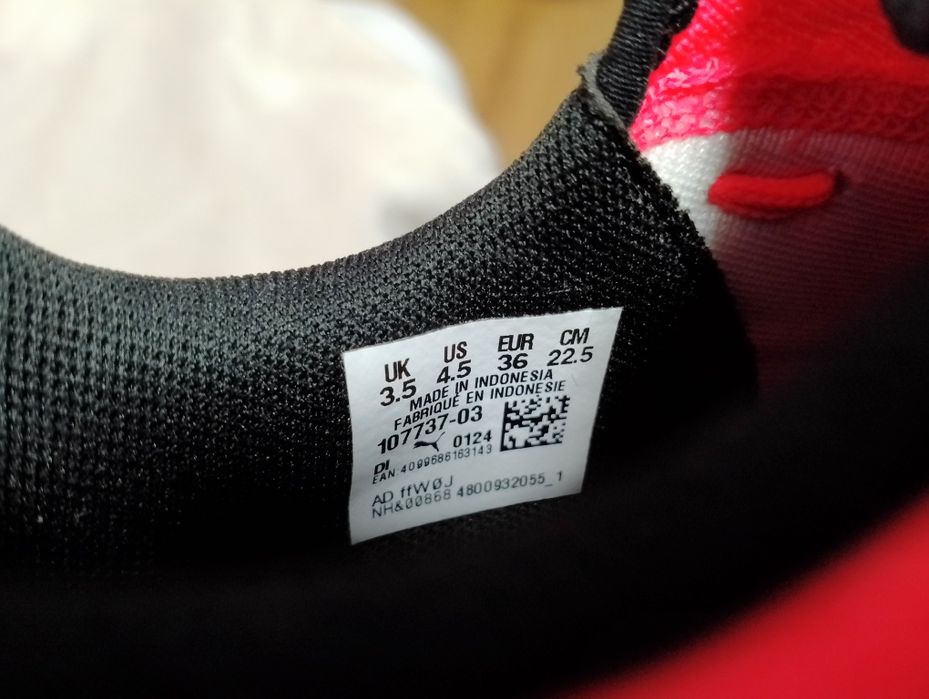 UK US EUR CM
3.5 4.5 36 22.5
MADE IN INDONESIA
FABRIQUÉ EN INDONESIE
107737-03
DI 0124
EAN 4099686163143
AD ffWØJ
NH&00868 4800932055_1